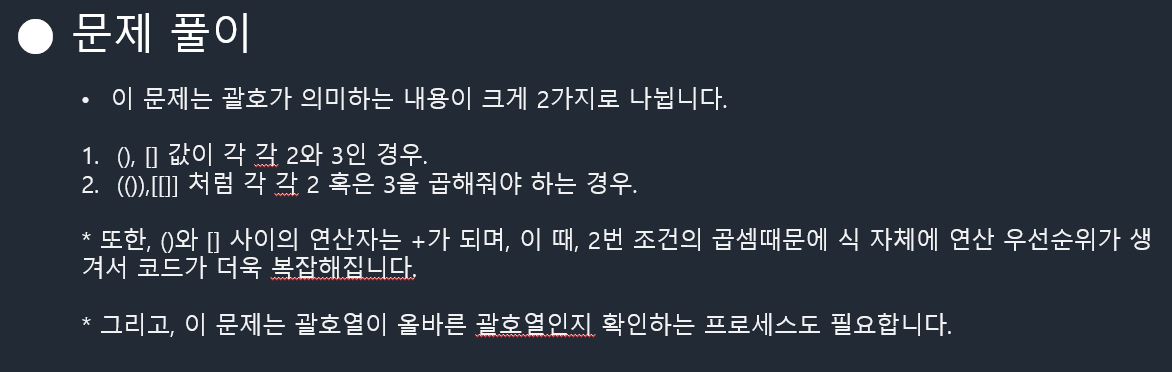 ● 문제 풀이
• 이 문제는 괄호가 의미하는 내용이 크게 2가지로 나뉩니다.
1. (), [] 값이 각 각 2와 3인 경우.
2. (()),[[]] 처럼 각 각 2 혹은 3을 곱해줘야 하는 경우.
* 또한, ()와 [] 사이의 연산자는 +가 되며, 이 때, 2번 조건의 곱셈때문에 식 자체에 연산 우선순위가 생
겨서 코드가 더욱 복잡해집니다.
* 그리고, 이 문제는 괄호열이 올바른 괄호열인지 확인하는 프로세스도 필요합니다.